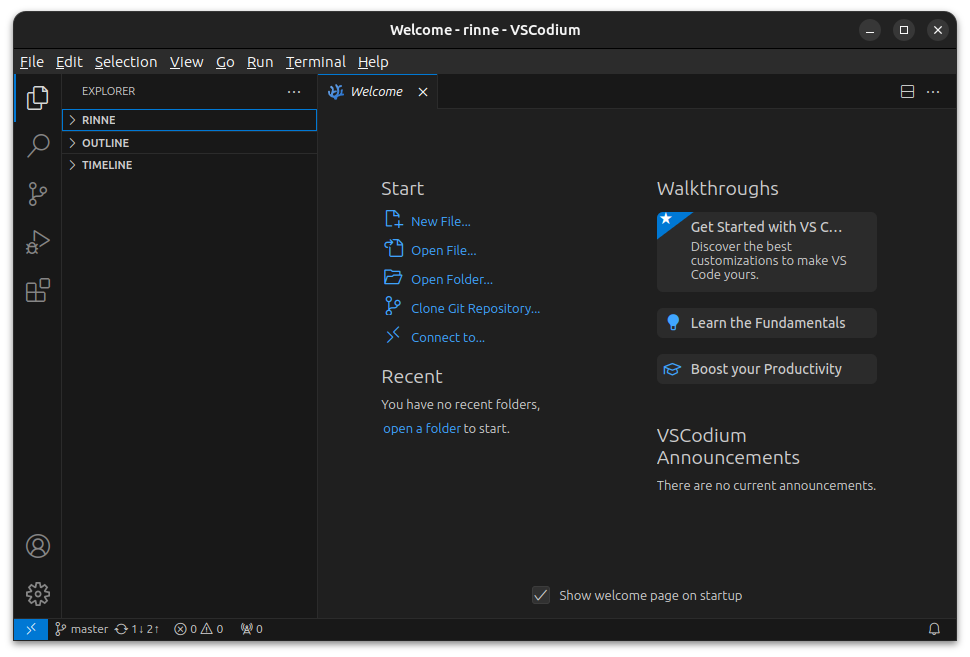 Welcome - rinne - VSCodium
File Edit Selection View Go Run Terminal Help
EXPLORER
RINNE
OUTLINE
TIMELINE
Welcome
Start
New File...
Open File...
Open Folder...
Clone Git Repository...
Connect to...
Recent
You have no recent folders,
open a folder to start.
Walkthroughs
Get Started with VS C...
Discover the best
customizations to make VS
Code yours.
Learn the Fundamentals
Boost your Productivity
VSCodium
Announcements
There are no current announcements.
Show welcome page on startup
master 1↓ 2↑ 0 0 0